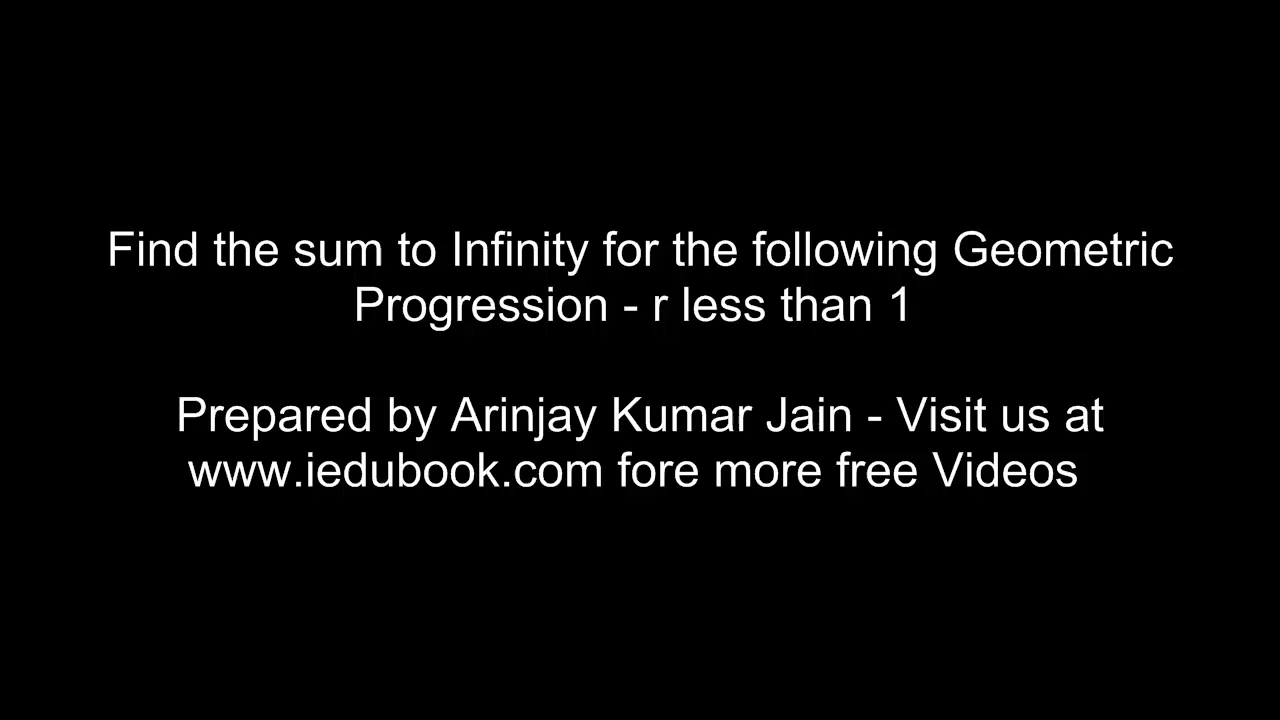 Find the sum to Infinity for the following Geometric
Progression - r less than 1
Prepared by Arinjay Kumar Jain - Visit us at
www.iedubook.com fore more free Videos